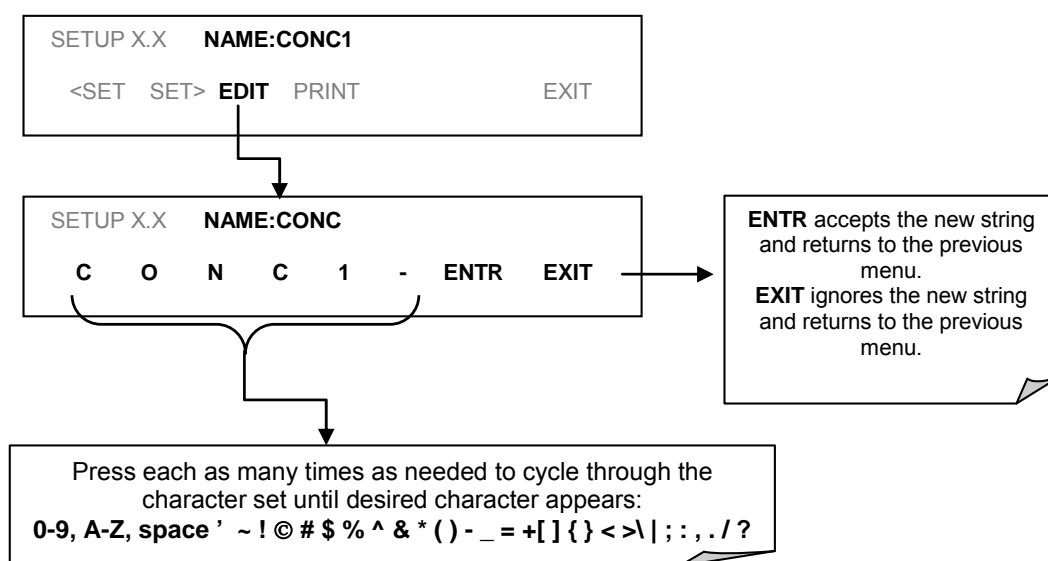 SETUP X.X NAME:CONC1
<SET SET> EDIT PRINT EXIT
SETUP X.X NAME:CONC
C O N C 1 - ENTR EXIT
ENTR accepts the new string
and returns to the previous
menu.
EXIT ignores the new string
and returns to the previous
menu.
Press each as many times as needed to cycle through the
character set until desired character appears:
0-9, A-Z, space ’ ~ ! © # $ % ^ & * ( ) - _ = +[ ] { } < >\ | ; : , . / ?